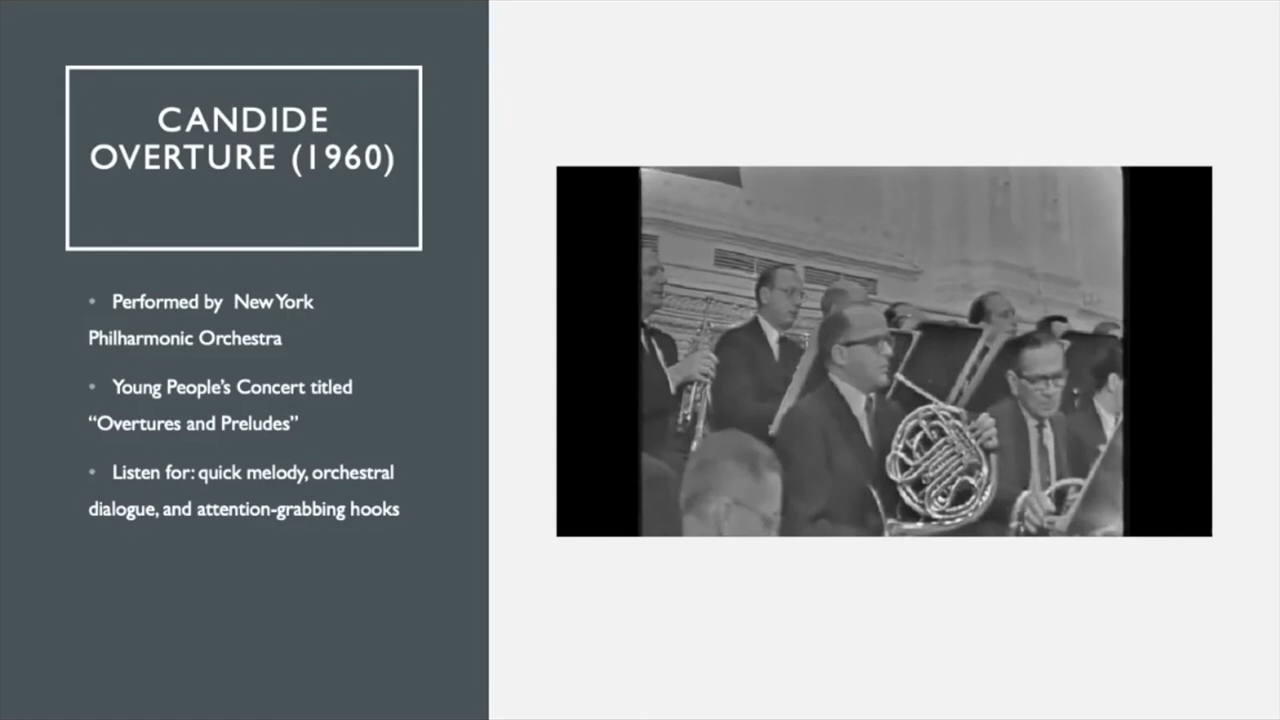 CANDIDE
OVERTURE (1960)
• Performed by New York
Philharmonic Orchestra
• Young People’s Concert titled
“Overtures and Preludes”
• Listen for: quick melody, orchestral
dialogue, and attention-grabbing hooks